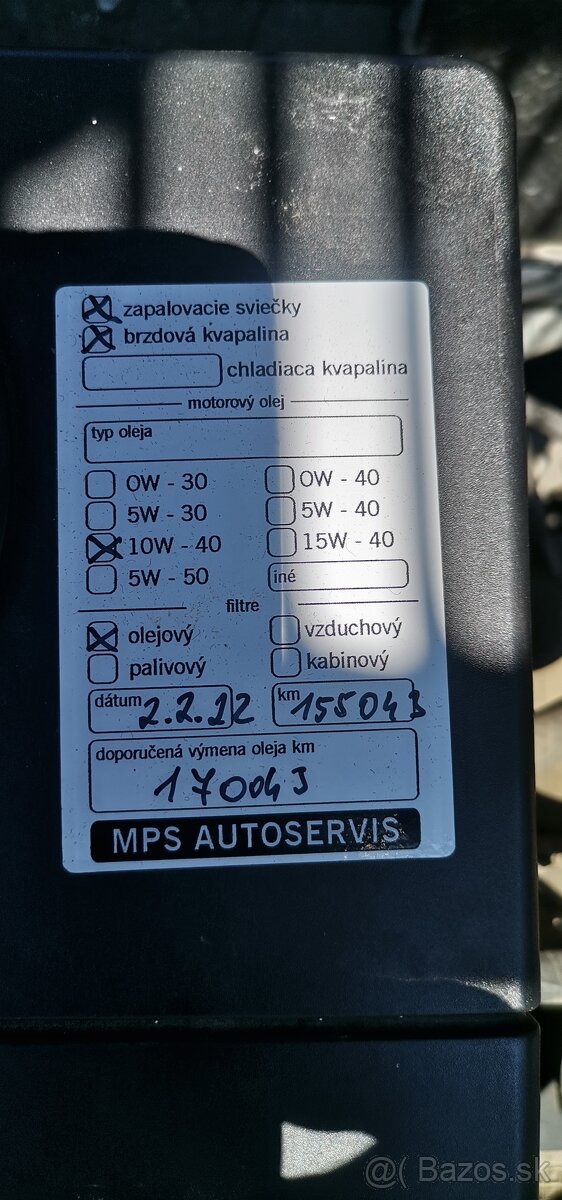 zapalovacie sviečky
brzdová kvapalina
chladiaca kvapalina
motorový olej
typ oleja
0W - 30 0W - 40
5W - 30 5W - 40
10W - 40 15W - 40
5W - 50 iné
filtre
olejový vzduchový
palivový kabinový
dátum 2.2.22 km 155043
doporučená výmena oleja km
170043
MPS AUTOSERVIS
@( Bazos.sk